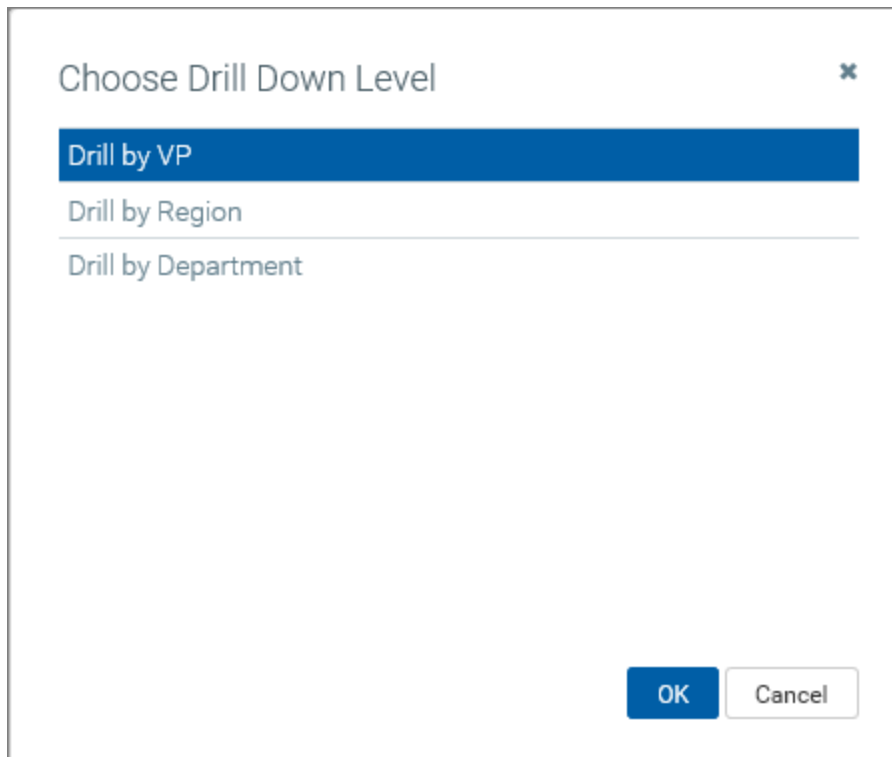 Choose Drill Down Level
Drill by VP
Drill by Region
Drill by Department
OK Cancel